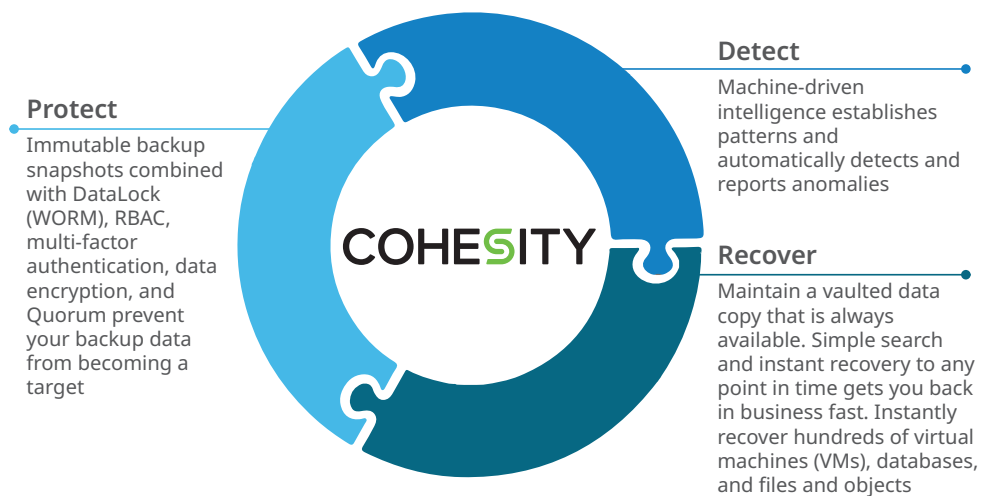 Protect
Immutable backup
snapshots combined
with DataLock
(WORM), RBAC,
multi-factor
authentication, data
encryption, and
Quorum prevent
your backup data
from becoming a
target
COHESITY
Detect
Machine-driven
intelligence establishes
patterns and
automatically detects and
reports anomalies
Recover
Maintain a vaulted data
copy that is always
available. Simple search
and instant recovery to any
point in time gets you back
in business fast. Instantly
recover hundreds of virtual
machines (VMs), databases,
and files and objects